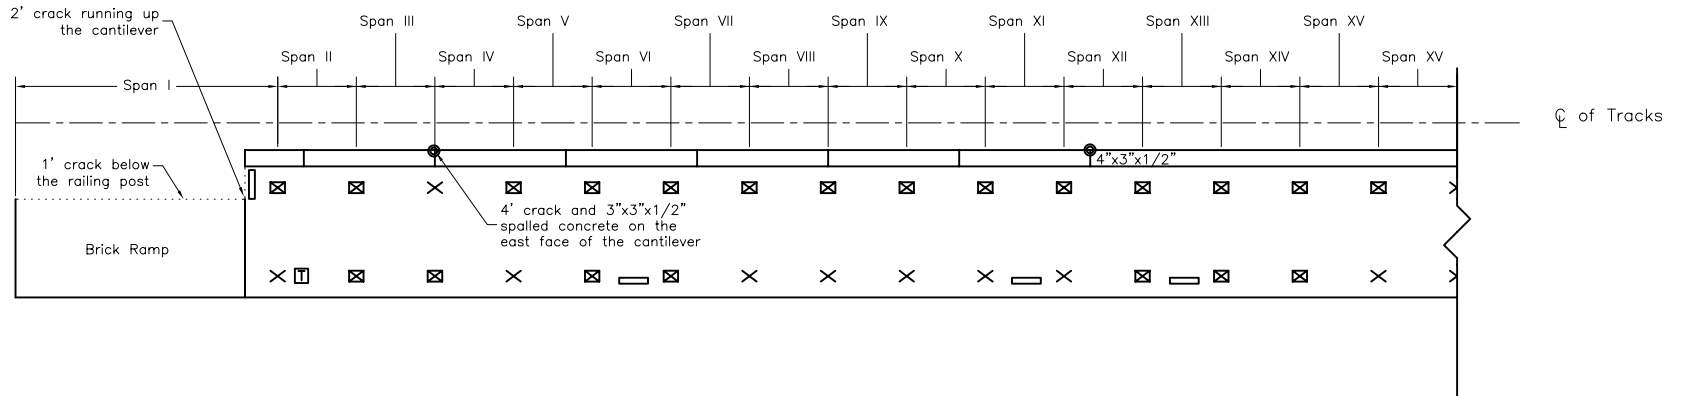 2' crack running up
the cantilever
Span III
Span V
Span VII
Span IX
Span XI
Span XIII
Span XV
Span II
Span IV
Span VI
Span VIII
Span X
Span XII
Span XIV
Span XV
Span I
℄ of Tracks
1' crack below
the railing post
4"x3"x1/2"
4' crack and 3"x3"x1/2"
spalled concrete on the
east face of the cantilever
Brick Ramp
T